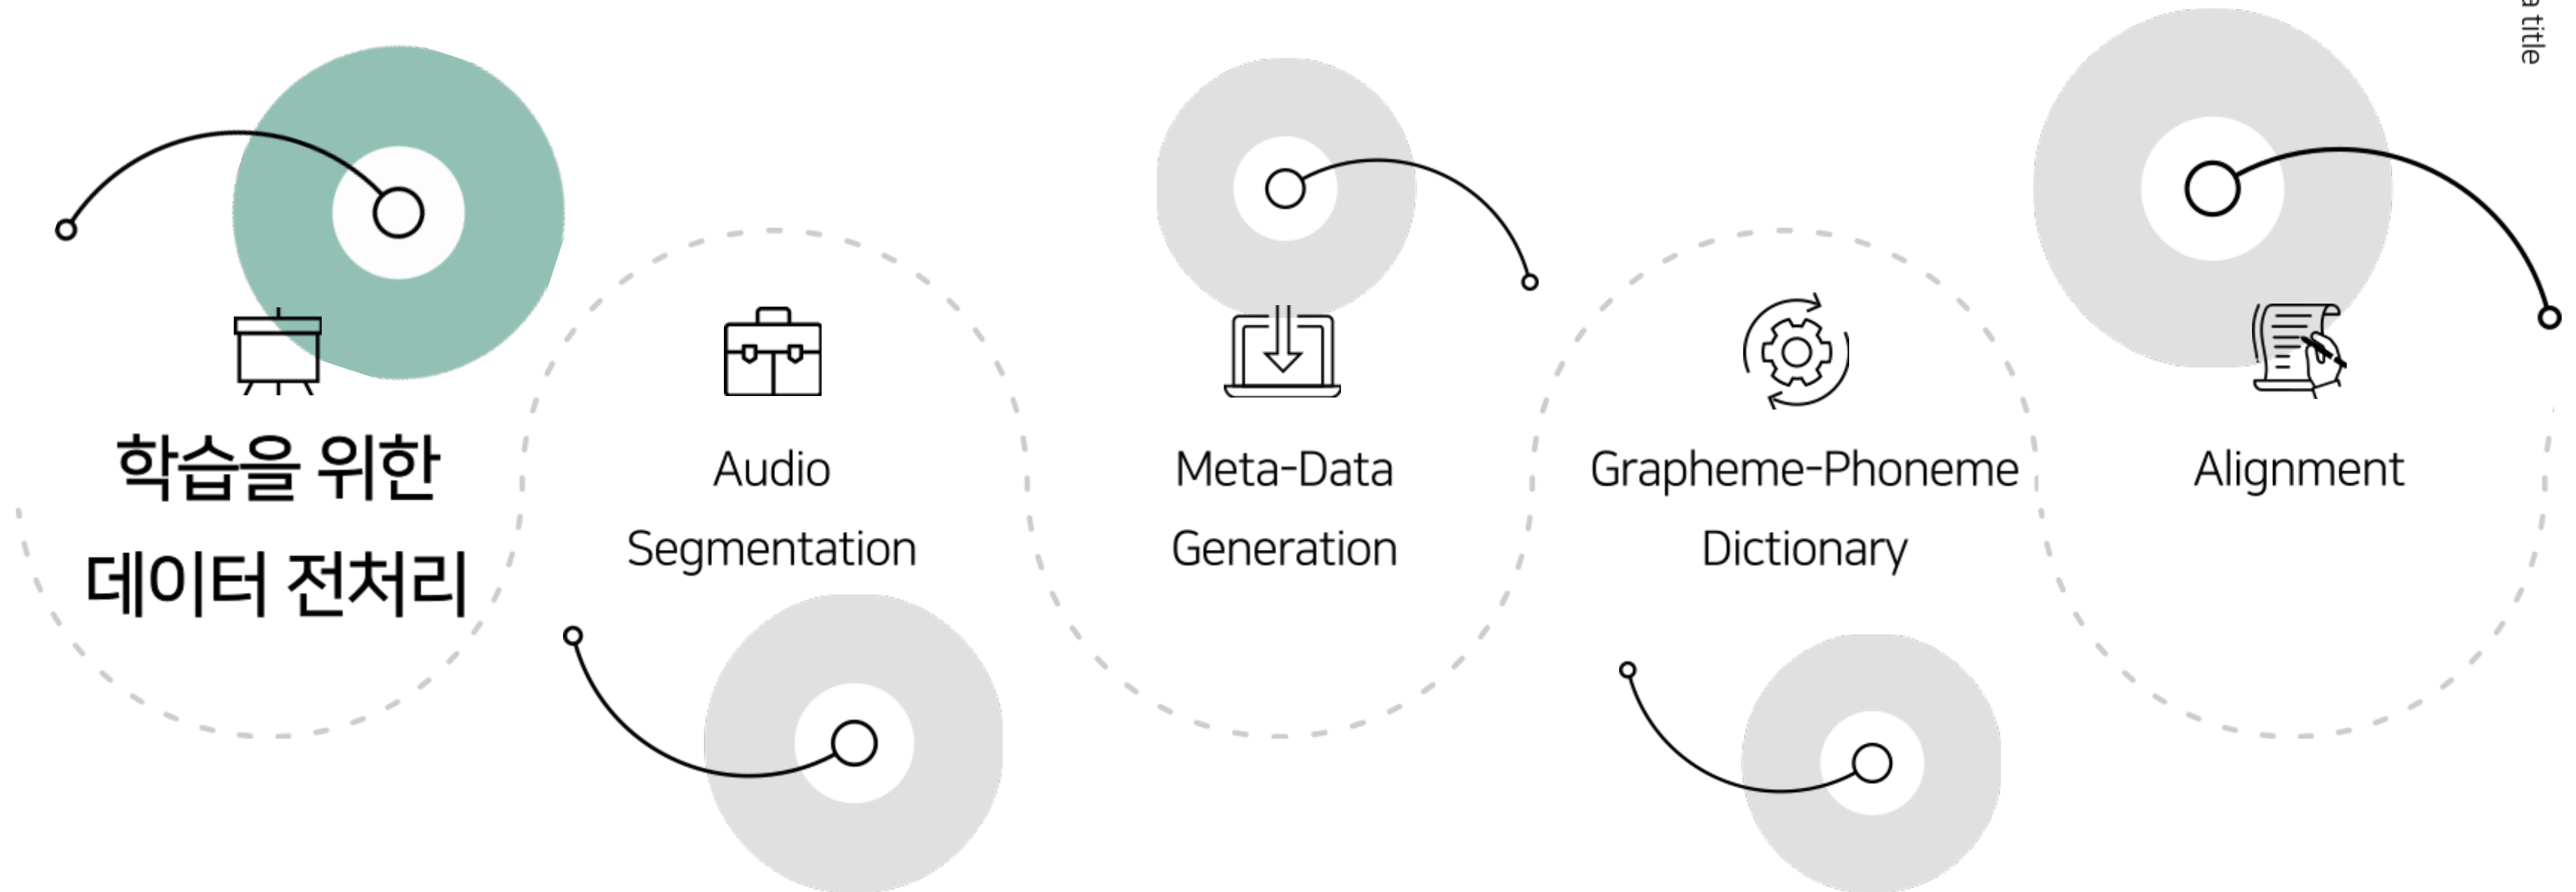 학습을 위한
데이터 전처리
Audio
Segmentation
Meta-Data
Generation
Grapheme-Phoneme
Dictionary
Alignment
a title